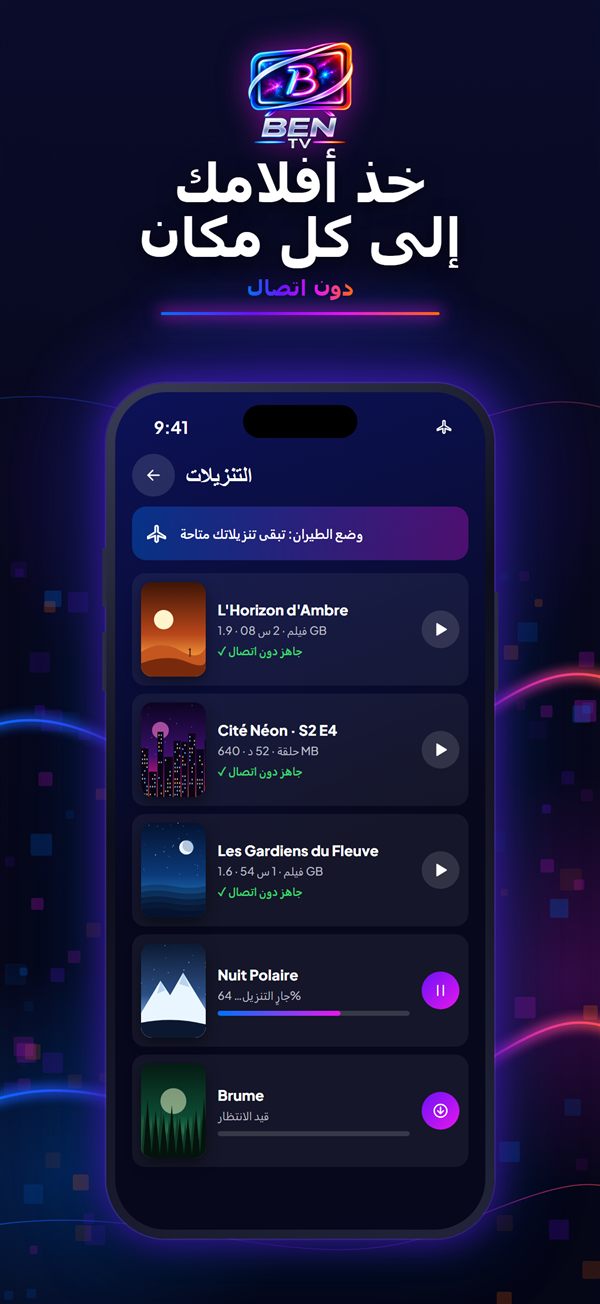 B
BEN
TV
خذ أفلامك
إلى كل مكان
دون اتصال
9:41
التنزيلات
وضع الطيران: تبقى تنزيلاتك متاحة
L'Horizon d'Ambre
فيلم · 2 س 08 · 1.9 GB
جاهز دون اتصال ✓
Cité Néon · S2 E4
حلقة · 52 د · 640 MB
جاهز دون اتصال ✓
Les Gardiens du Fleuve
فيلم · 1 س 54 · 1.6 GB
جاهز دون اتصال ✓
Nuit Polaire
جارٍ التنزيل… 64%
Brume
قيد الانتظار